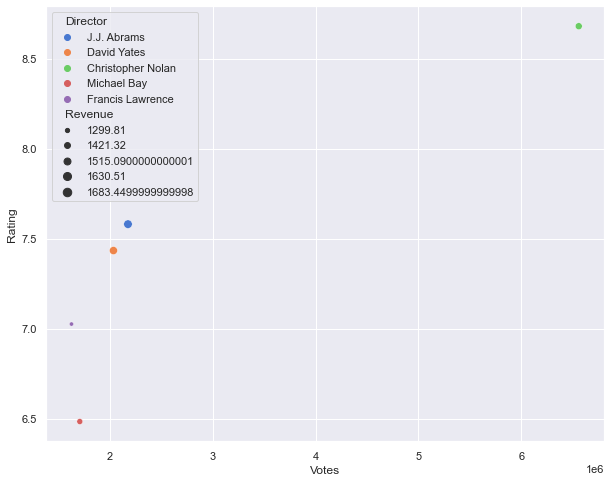 Director
J.J. Abrams
David Yates
Christopher Nolan
Michael Bay
Francis Lawrence
Revenue
1299.81
1421.32
1515.0900000000001
1630.51
1683.4499999999998
8.5
8.0
7.5
7.0
6.5
Rating
2 3 4 5 6
1e6
Votes